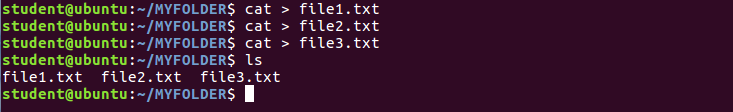 student@ubuntu:~/MYFOLDER$ cat > file1.txt
student@ubuntu:~/MYFOLDER$ cat > file2.txt
student@ubuntu:~/MYFOLDER$ cat > file3.txt
student@ubuntu:~/MYFOLDER$ ls
file1.txt  file2.txt  file3.txt
student@ubuntu:~/MYFOLDER$